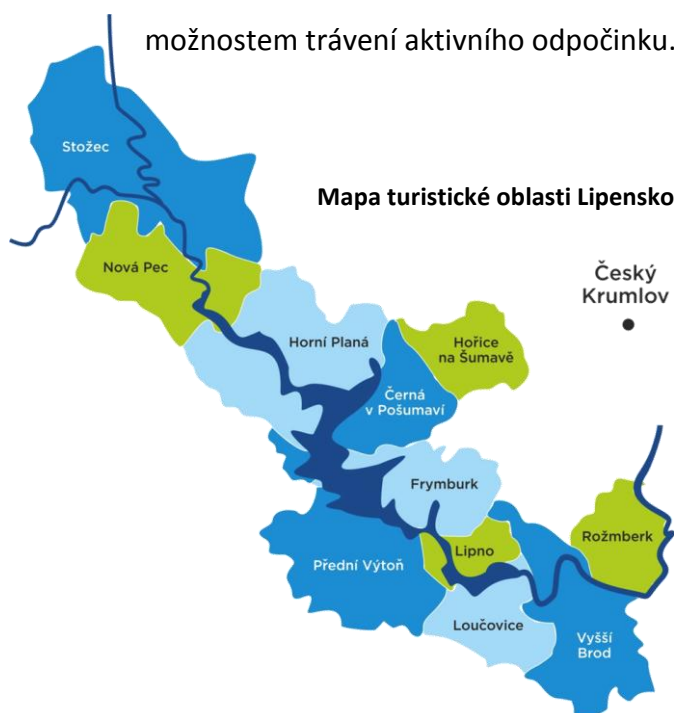 možnostem trávení aktivního odpočinku.
Stožec
Mapa turistické oblasti Lipensko
Nová Pec
Český
Krumlov
Horní Planá
Hořice
na Šumavě
Černá
v Pošumaví
Frymburk
Rožmberk
Lipno
Přední Výtoň
Loučovice
Vyšší
Brod